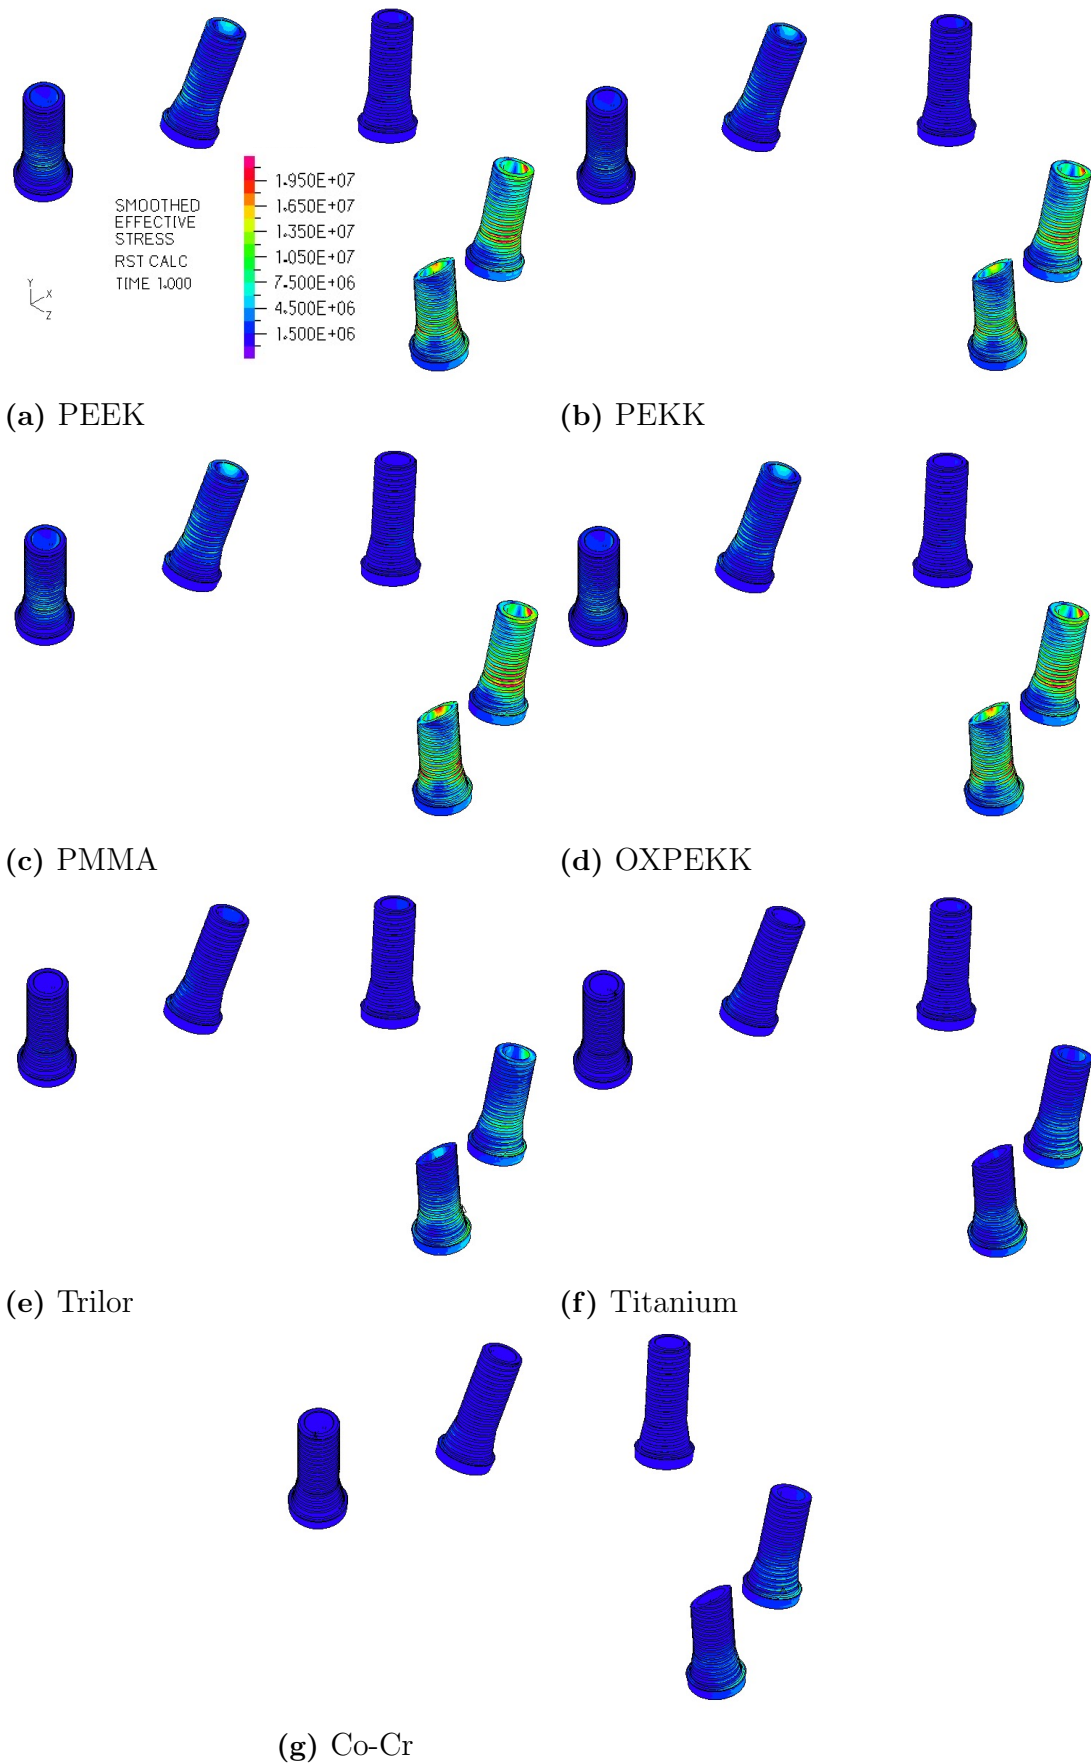 SMOOTHED
EFFECTIVE
STRESS
RST CALC
TIME 1.000
1.950E+07
1.650E+07
1.350E+07
1.050E+07
7.500E+06
4.500E+06
1.500E+06
Y
X
Z
(a) PEEK
(b) PEKK
(c) PMMA
(d) OXPEKK
(e) Trilor
(f) Titanium
(g) Co-Cr